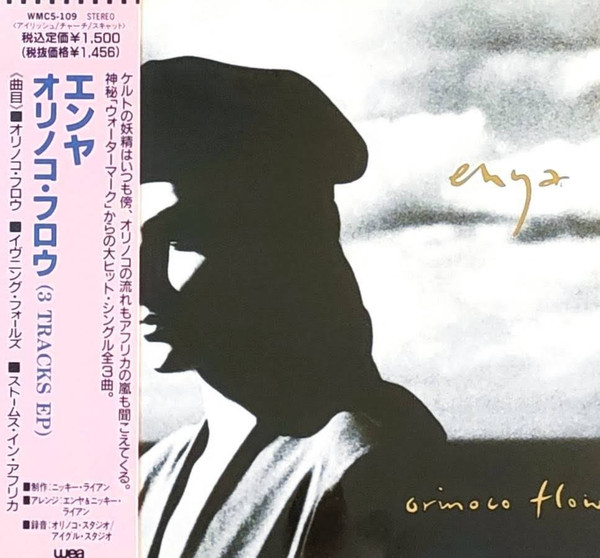 WMC5-109 STEREO
〈アイリッシュ/チャーチ/スキャット〉
税込定価¥1,500
(税抜価格¥1,456)
ケルトの妖精はいつも傍、オリノコの流れもアフリカの嵐も聞こえてくる。
神秘「ウォーターマーク」からの大ヒット・シングル全3曲。
エンヤ
オリノコ・フロウ (3 TRACKS EP)
〈曲目〉■オリノコ・フロウ ■イヴニング・フォールズ ■ストームス・イン・アフリカ
■制作:ニッキー・ライアン
■アレンジ:エンヤ&ニッキー・
ライアン
■録音:オリノコ・スタジオ/
アイグル・スタジオ
wea
enya
orinoco flow